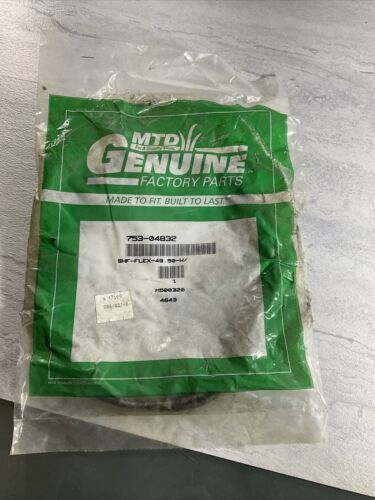 MTD
GENUINE
FACTORY PARTS
MADE TO FIT. BUILT TO LAST.
753-04832
SHF-FLEX-49.50-W/
1
M500320
4643